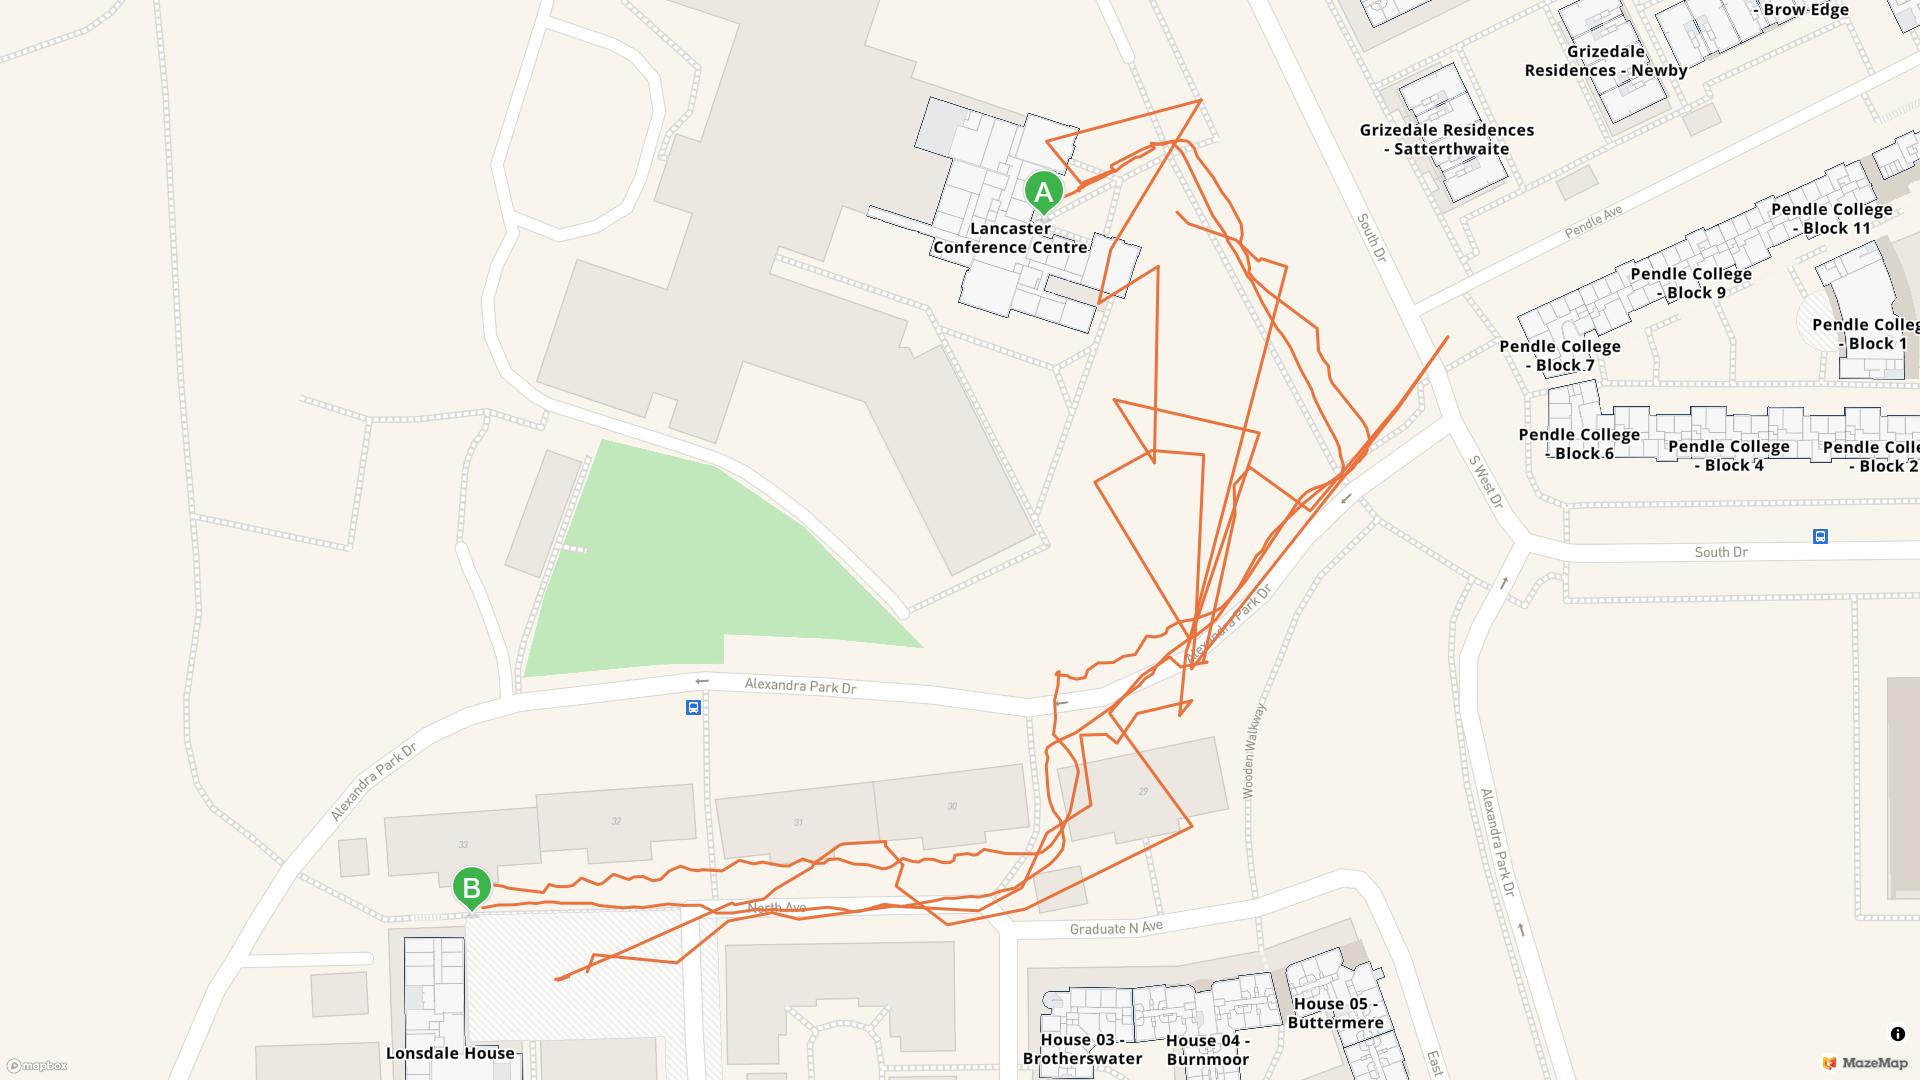 - Brow Edge
Grizedale
Residences - Newby
Grizedale Residences
- Satterthwaite
A
Lancaster
Conference Centre
South Dr
Pendle Ave
Pendle College
- Block 11
Pendle College
- Block 9
Pendle Colleg
- Block 1
Pendle College
- Block 7
Pendle College
- Block 6
Pendle College
- Block 4
Pendle Colle
- Block 2
S West Dr
South Dr
Alexandra Park Dr
Alexandra Park Dr
Alexandra Park Dr
Wooden Walkway
Alexandra Park Dr
29
30
31
32
33
B
North Ave
Graduate N Ave
House 05 -
Buttermere
House 03 -
Brotherswater
House 04 -
Burnmoor
Lonsdale House
East
mapbox
i
MazeMap